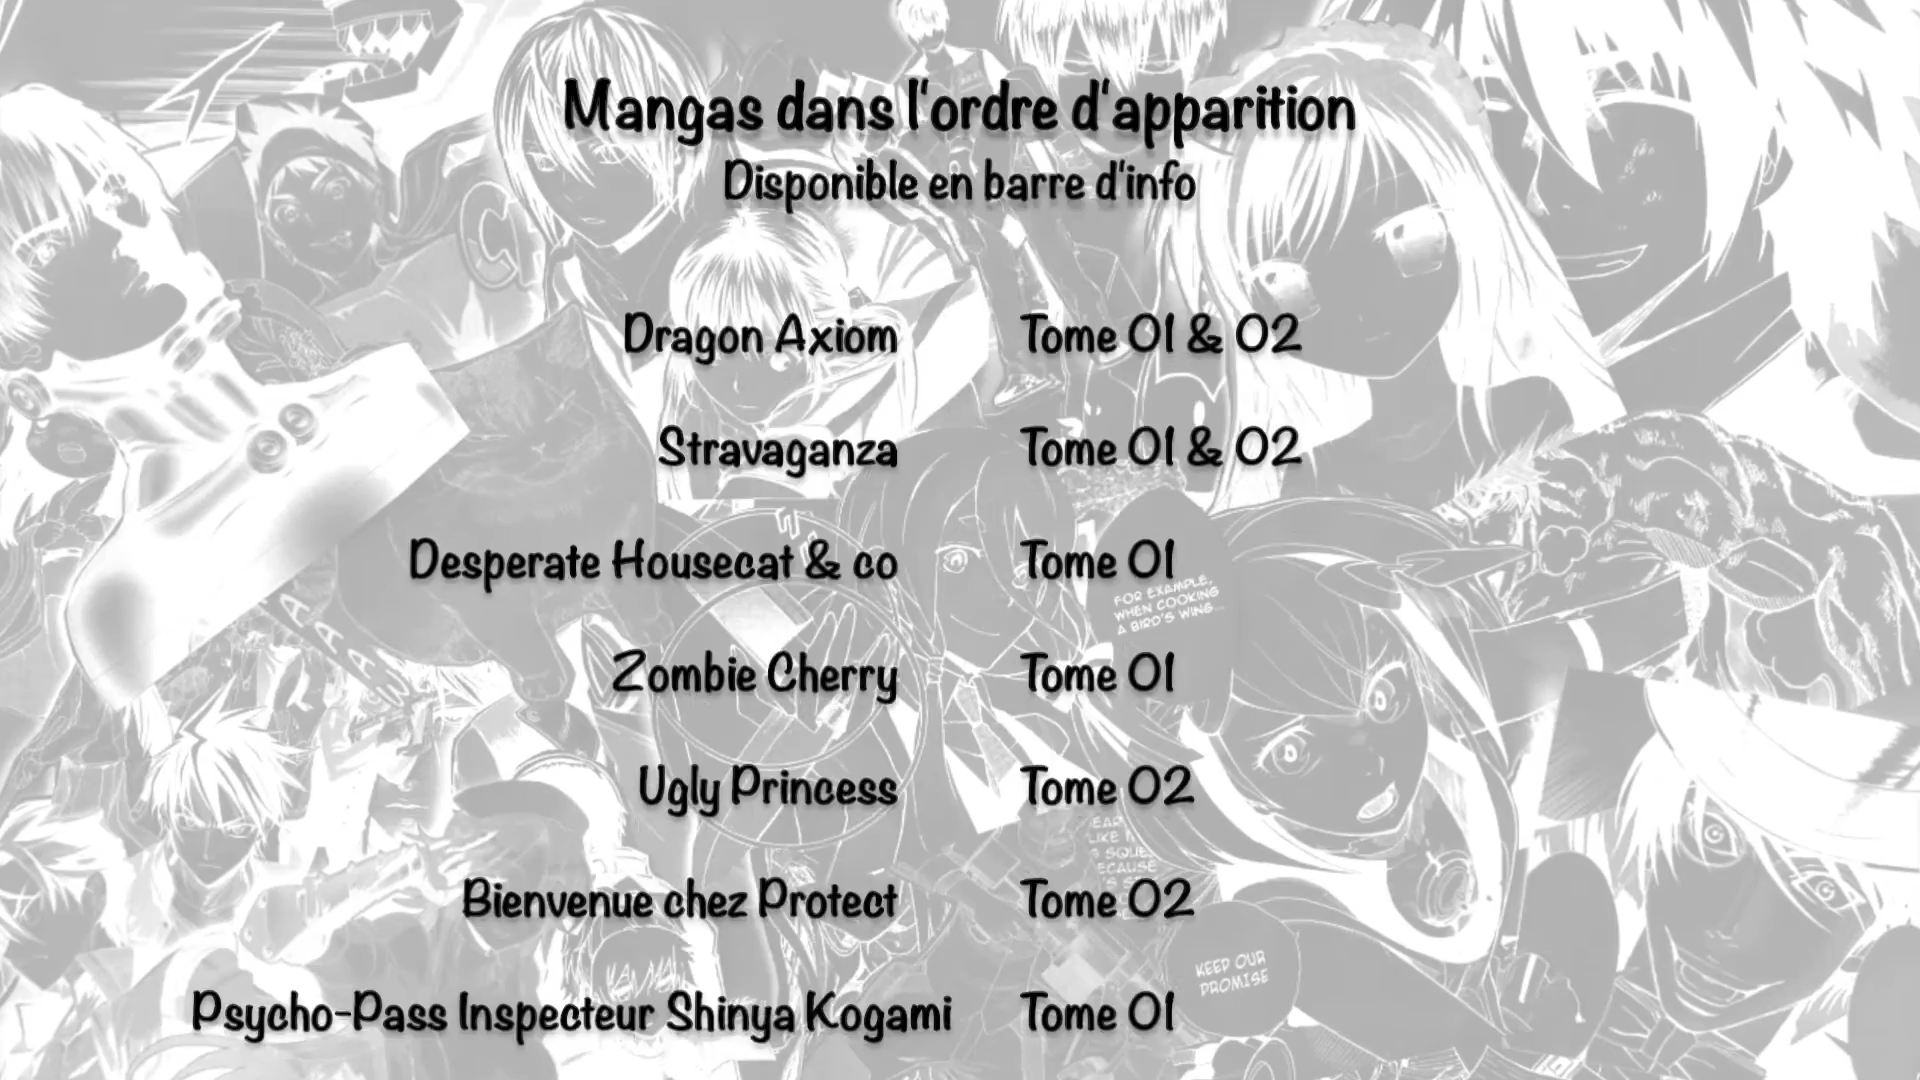 Mangas dans l'ordre d'apparition
Disponible en barre d'info
Dragon Axiom Tome 01 & 02
Stravaganza Tome 01 & 02
Desperate Housecat & co Tome 01
FOR EXAMPLE,
WHEN COOKING
A BIRD'S WING...
Zombie Cherry Tome 01
Ugly Princess Tome 02
Bienvenue chez Protect Tome 02
KEEP OUR
PROMISE
Psycho-Pass Inspecteur Shinya Kogami Tome 01